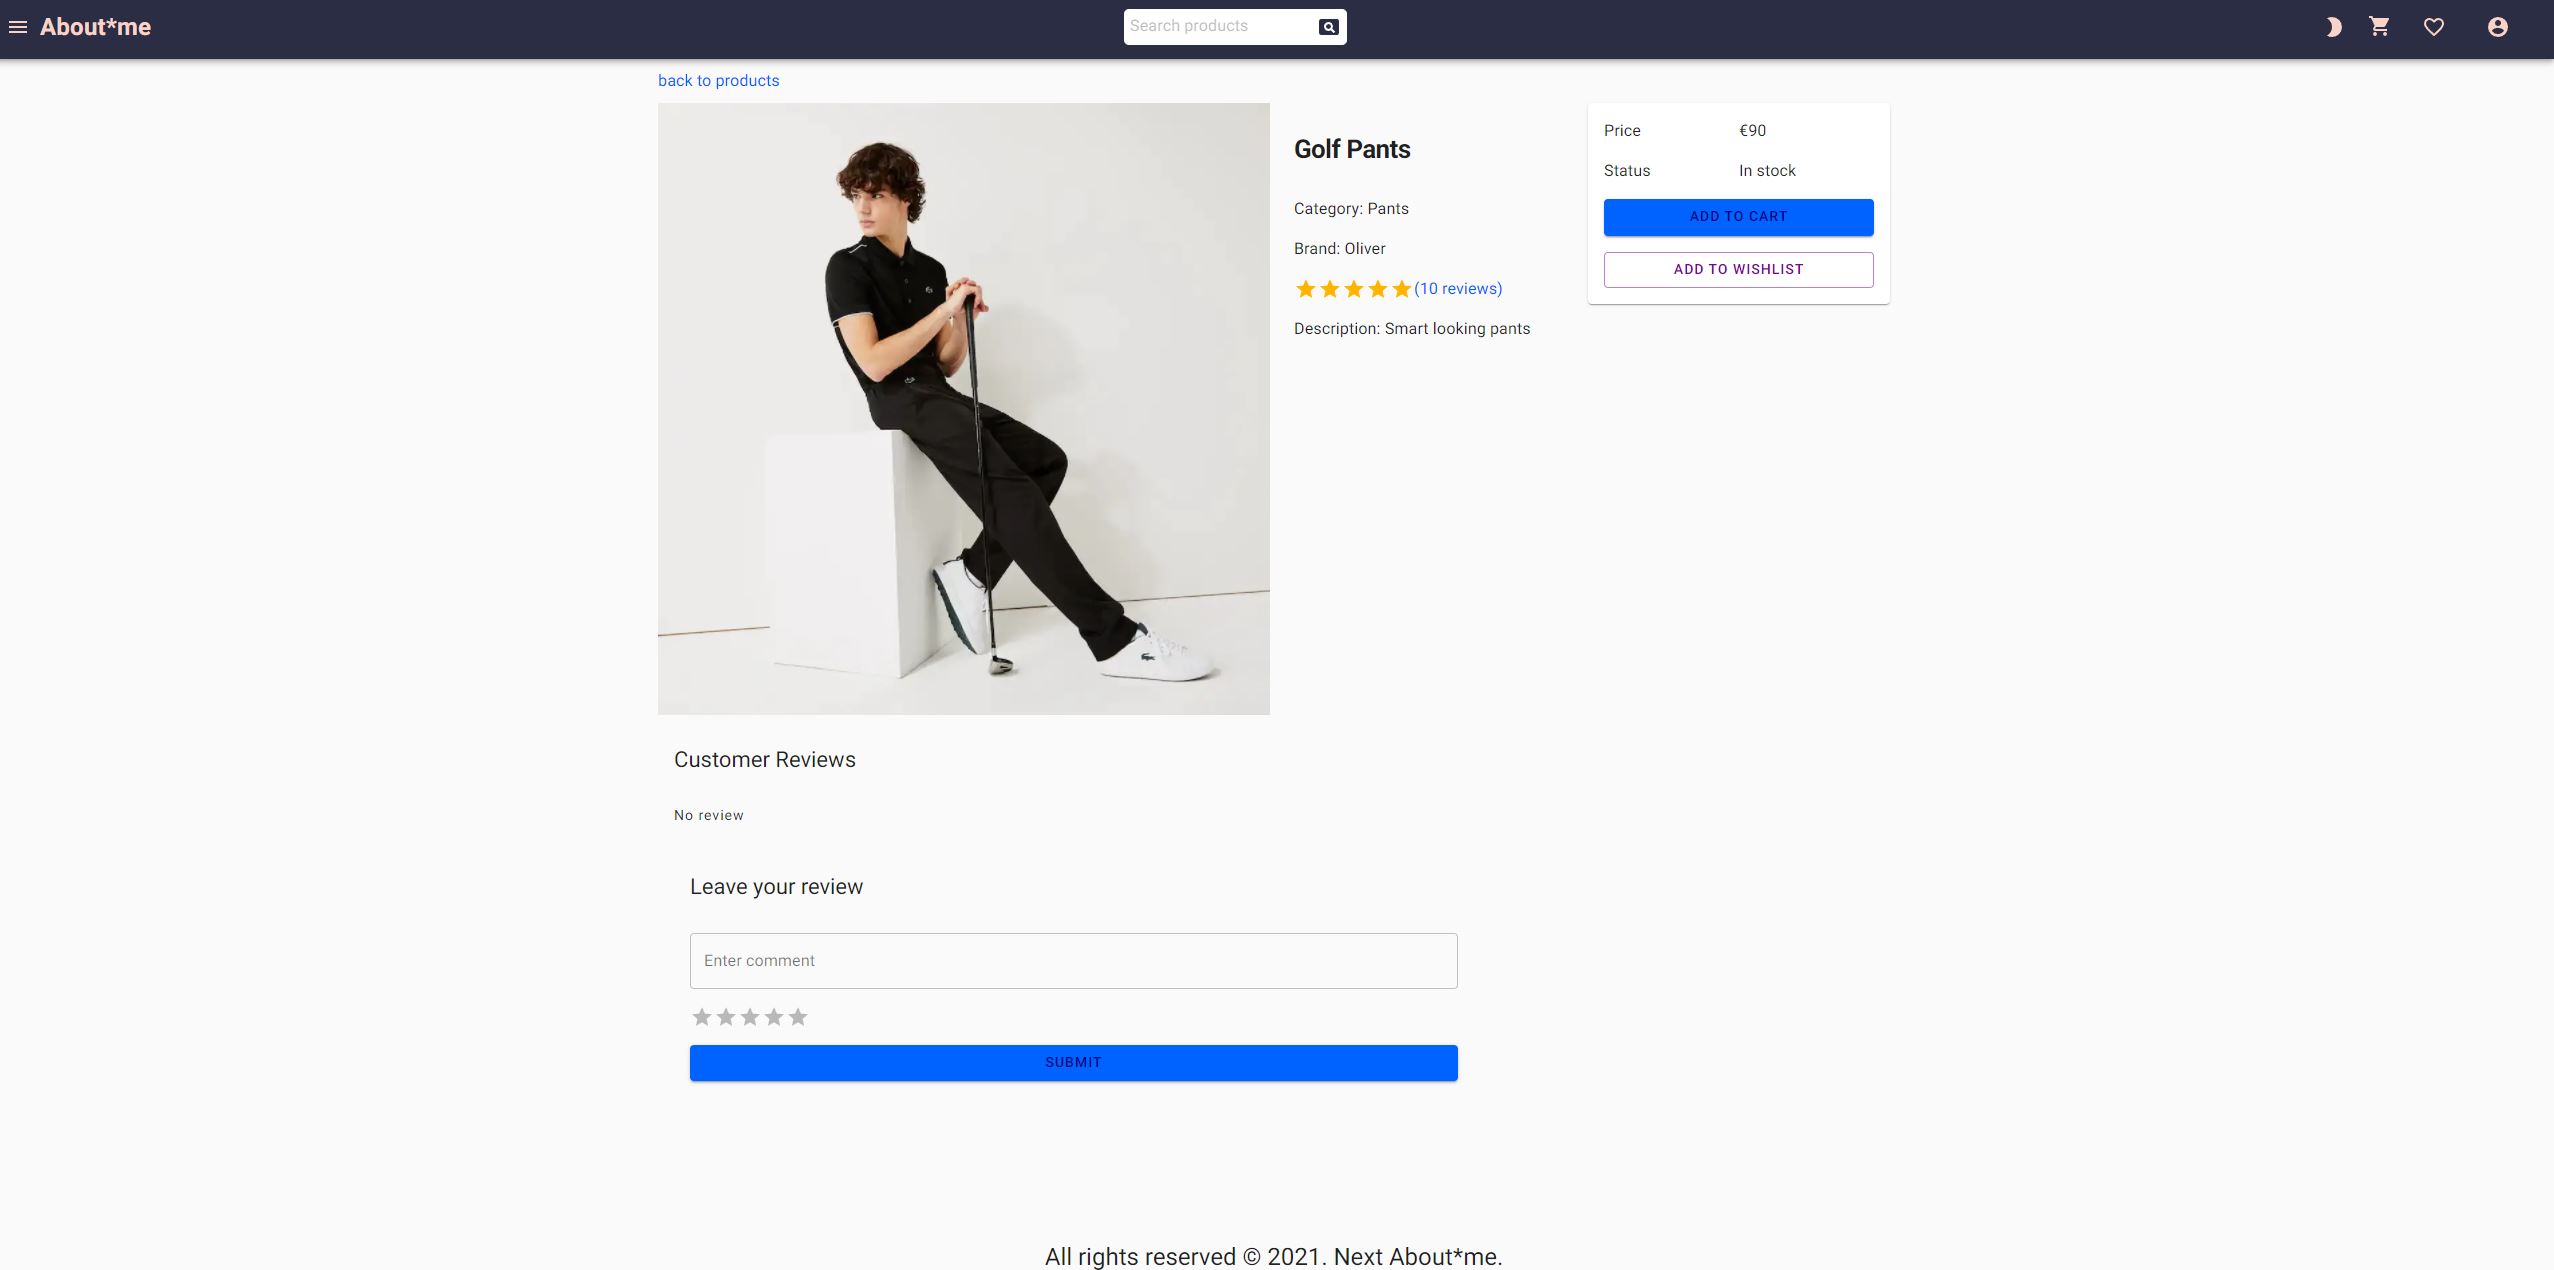 About*me
Search products
back to products
Golf Pants
Category: Pants
Brand: Oliver
(10 reviews)
Description: Smart looking pants
Price €90
Status In stock
ADD TO CART
ADD TO WISHLIST
Customer Reviews
No review
Leave your review
Enter comment
SUBMIT
All rights reserved © 2021. Next About*me.